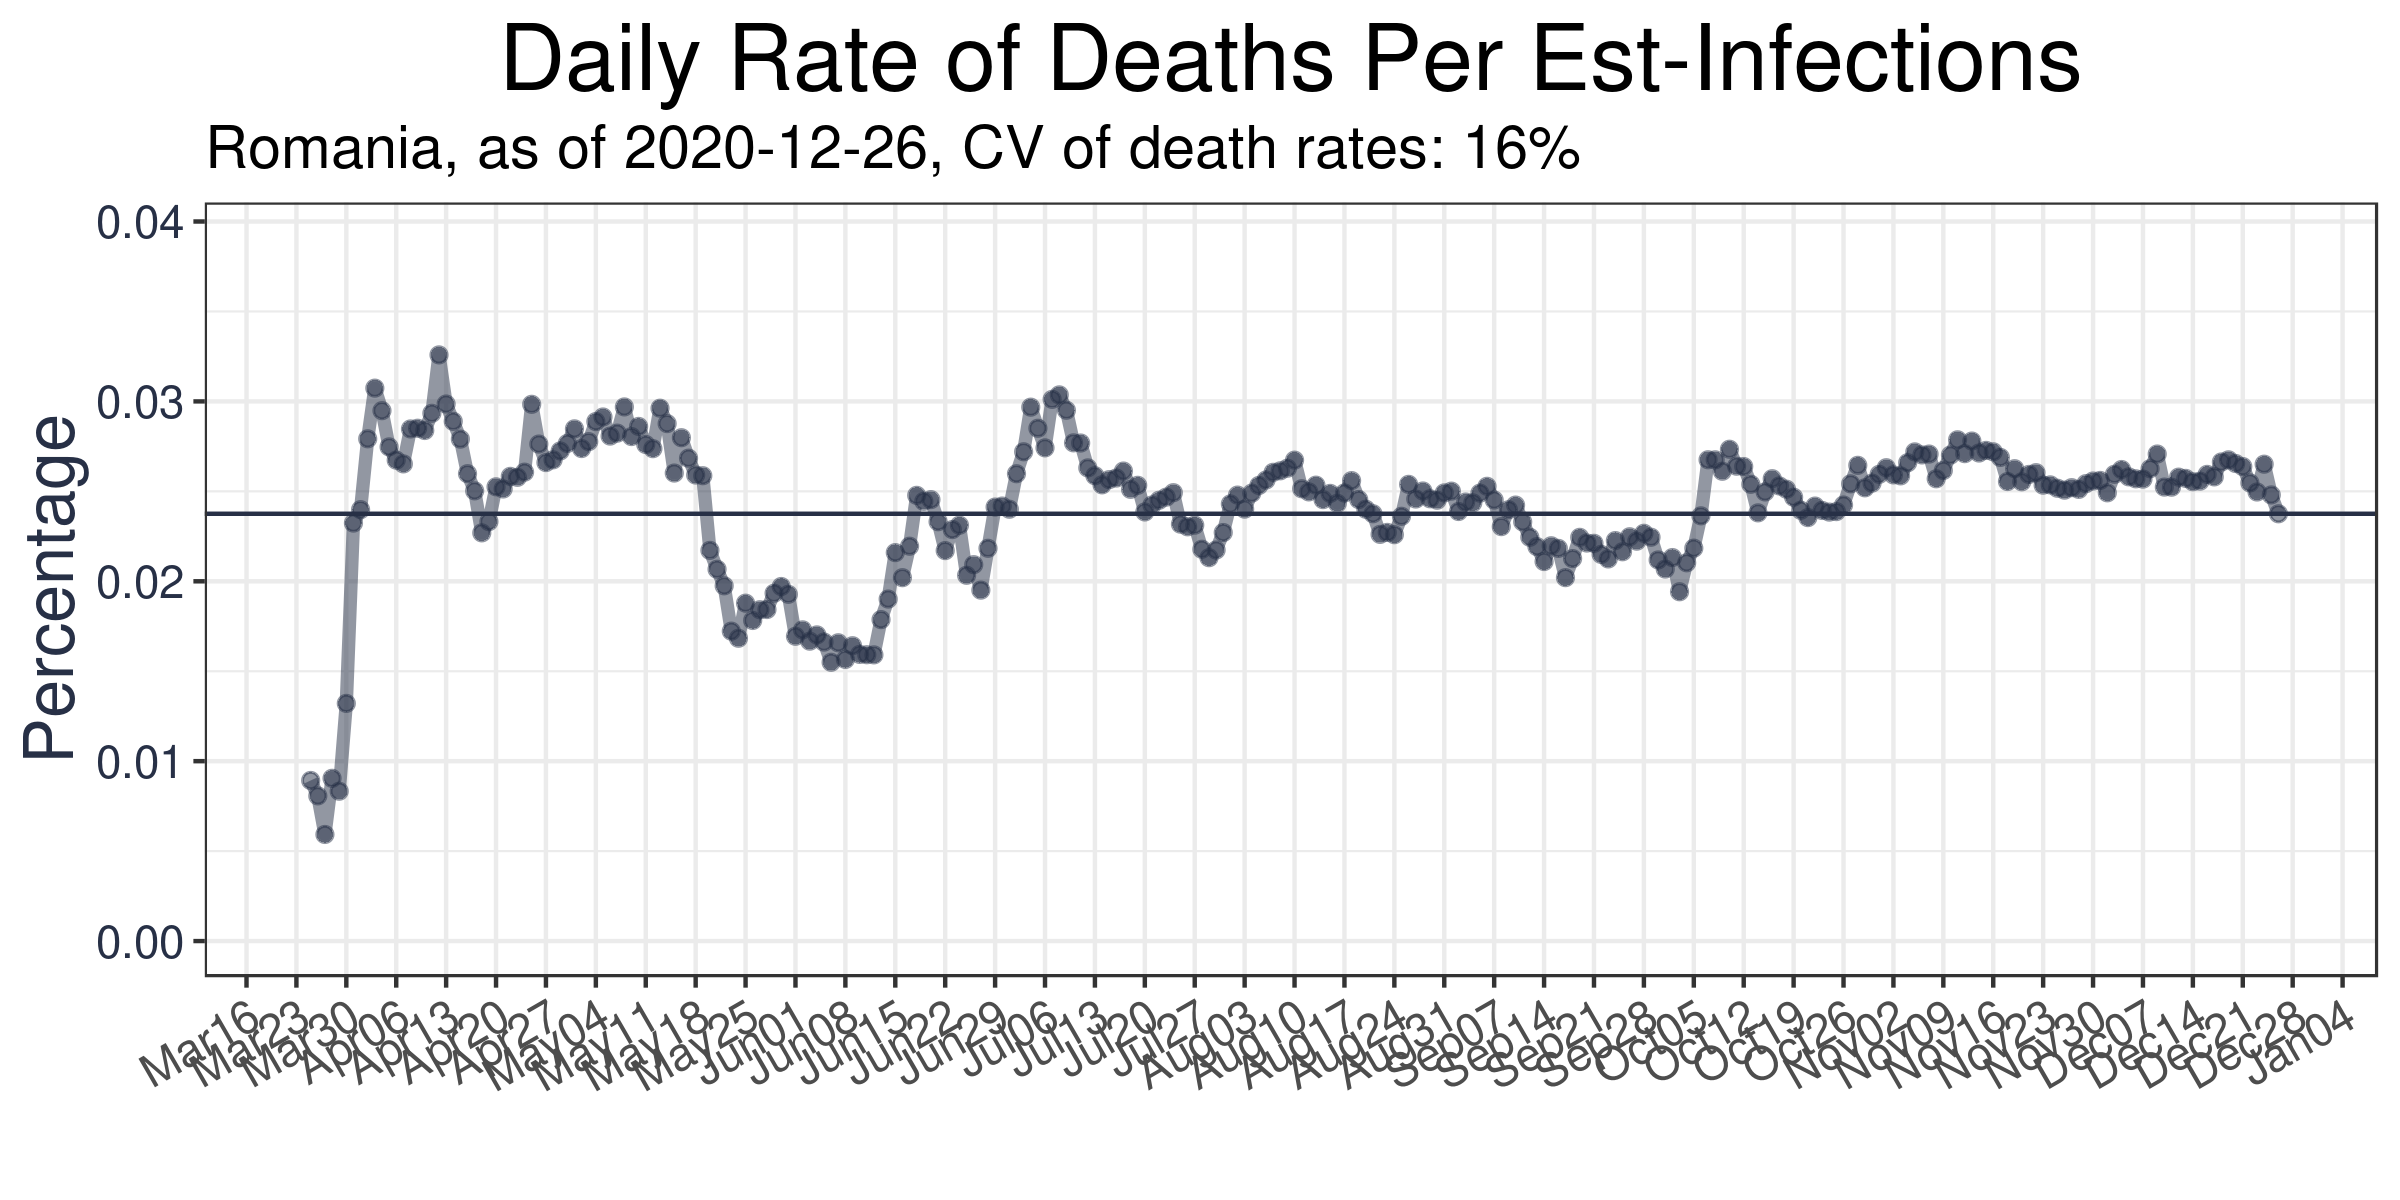 Daily Rate of Deaths Per Est-Infections
Romania, as of 2020-12-26, CV of death rates: 16%
Percentage
0.04
0.03
0.02
0.01
0.00
Mar16
Mar23
Mar30
Apr06
Apr13
Apr20
Apr27
May04
May11
May18
May25
Jun01
Jun08
Jun15
Jun22
Jun29
Jul06
Jul13
Jul20
Jul27
Aug03
Aug10
Aug17
Aug24
Aug31
Sep07
Sep14
Sep21
Sep28
Oct05
Oct12
Oct19
Oct26
Nov02
Nov09
Nov16
Nov23
Nov30
Dec07
Dec14
Dec21
Dec28
Jan04